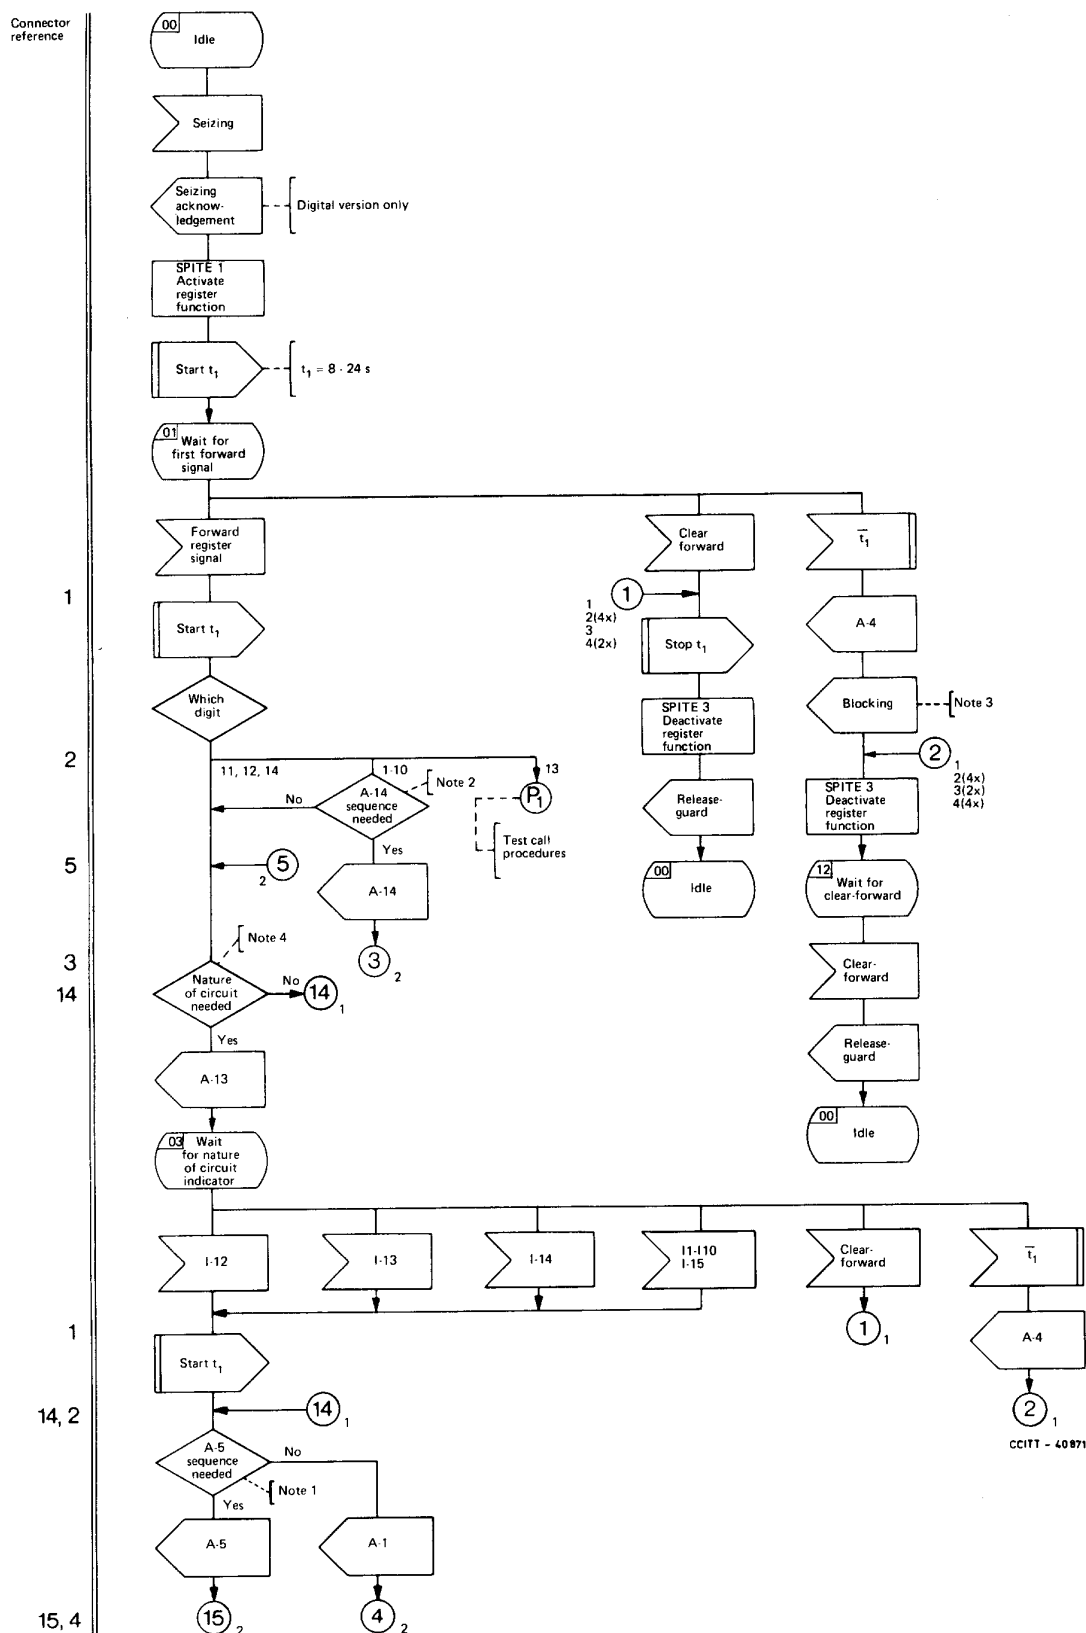 Connector
reference
00
Idle
Seizing
Seizing
acknow-
ledgement
Digital version only
SPITE 1
Activate
register
function
Start t1
t1 = 8 - 24 s
01
Wait for
first forward
signal
Forward
register
signal
Clear
forward
t1
1
Start t1
1
1
2(4x)
3
4(2x)
Stop t1
A-4
Which
digit
SPITE 3
Deactivate
register
function
Blocking
Note 3
2
11, 12, 14
1-10
13
No
A-14
sequence
needed
Note 2
P1
Test call
procedures
Yes
Release-
guard
2
1
2(4x)
3(2x)
4(4x)
SPITE 3
Deactivate
register
function
5
5
2
A-14
00
Idle
12
Wait for
clear-forward
3
Note 4
3
2
Clear-
forward
14
Nature
of circuit
needed
No
14
1
Yes
Release-
guard
A-13
00
Idle
03
Wait
for nature
of circuit
indicator
I-12
I-13
I-14
I1-I10
I-15
Clear-
forward
t1
1
Start t1
1
1
A-4
14, 2
14
1
2
1
CCITT - 40871
A-5
sequence
needed
No
Note 1
Yes
A-5
A-1
15, 4
15
2
4
2